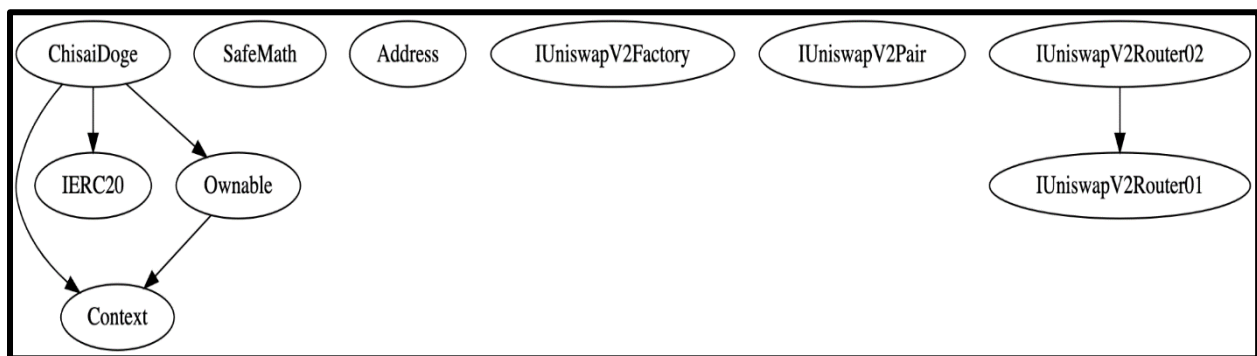 ChisaiDoge
SafeMath
Address
IUniswapV2Factory
IUniswapV2Pair
IUniswapV2Router02
IERC20
Ownable
IUniswapV2Router01
Context